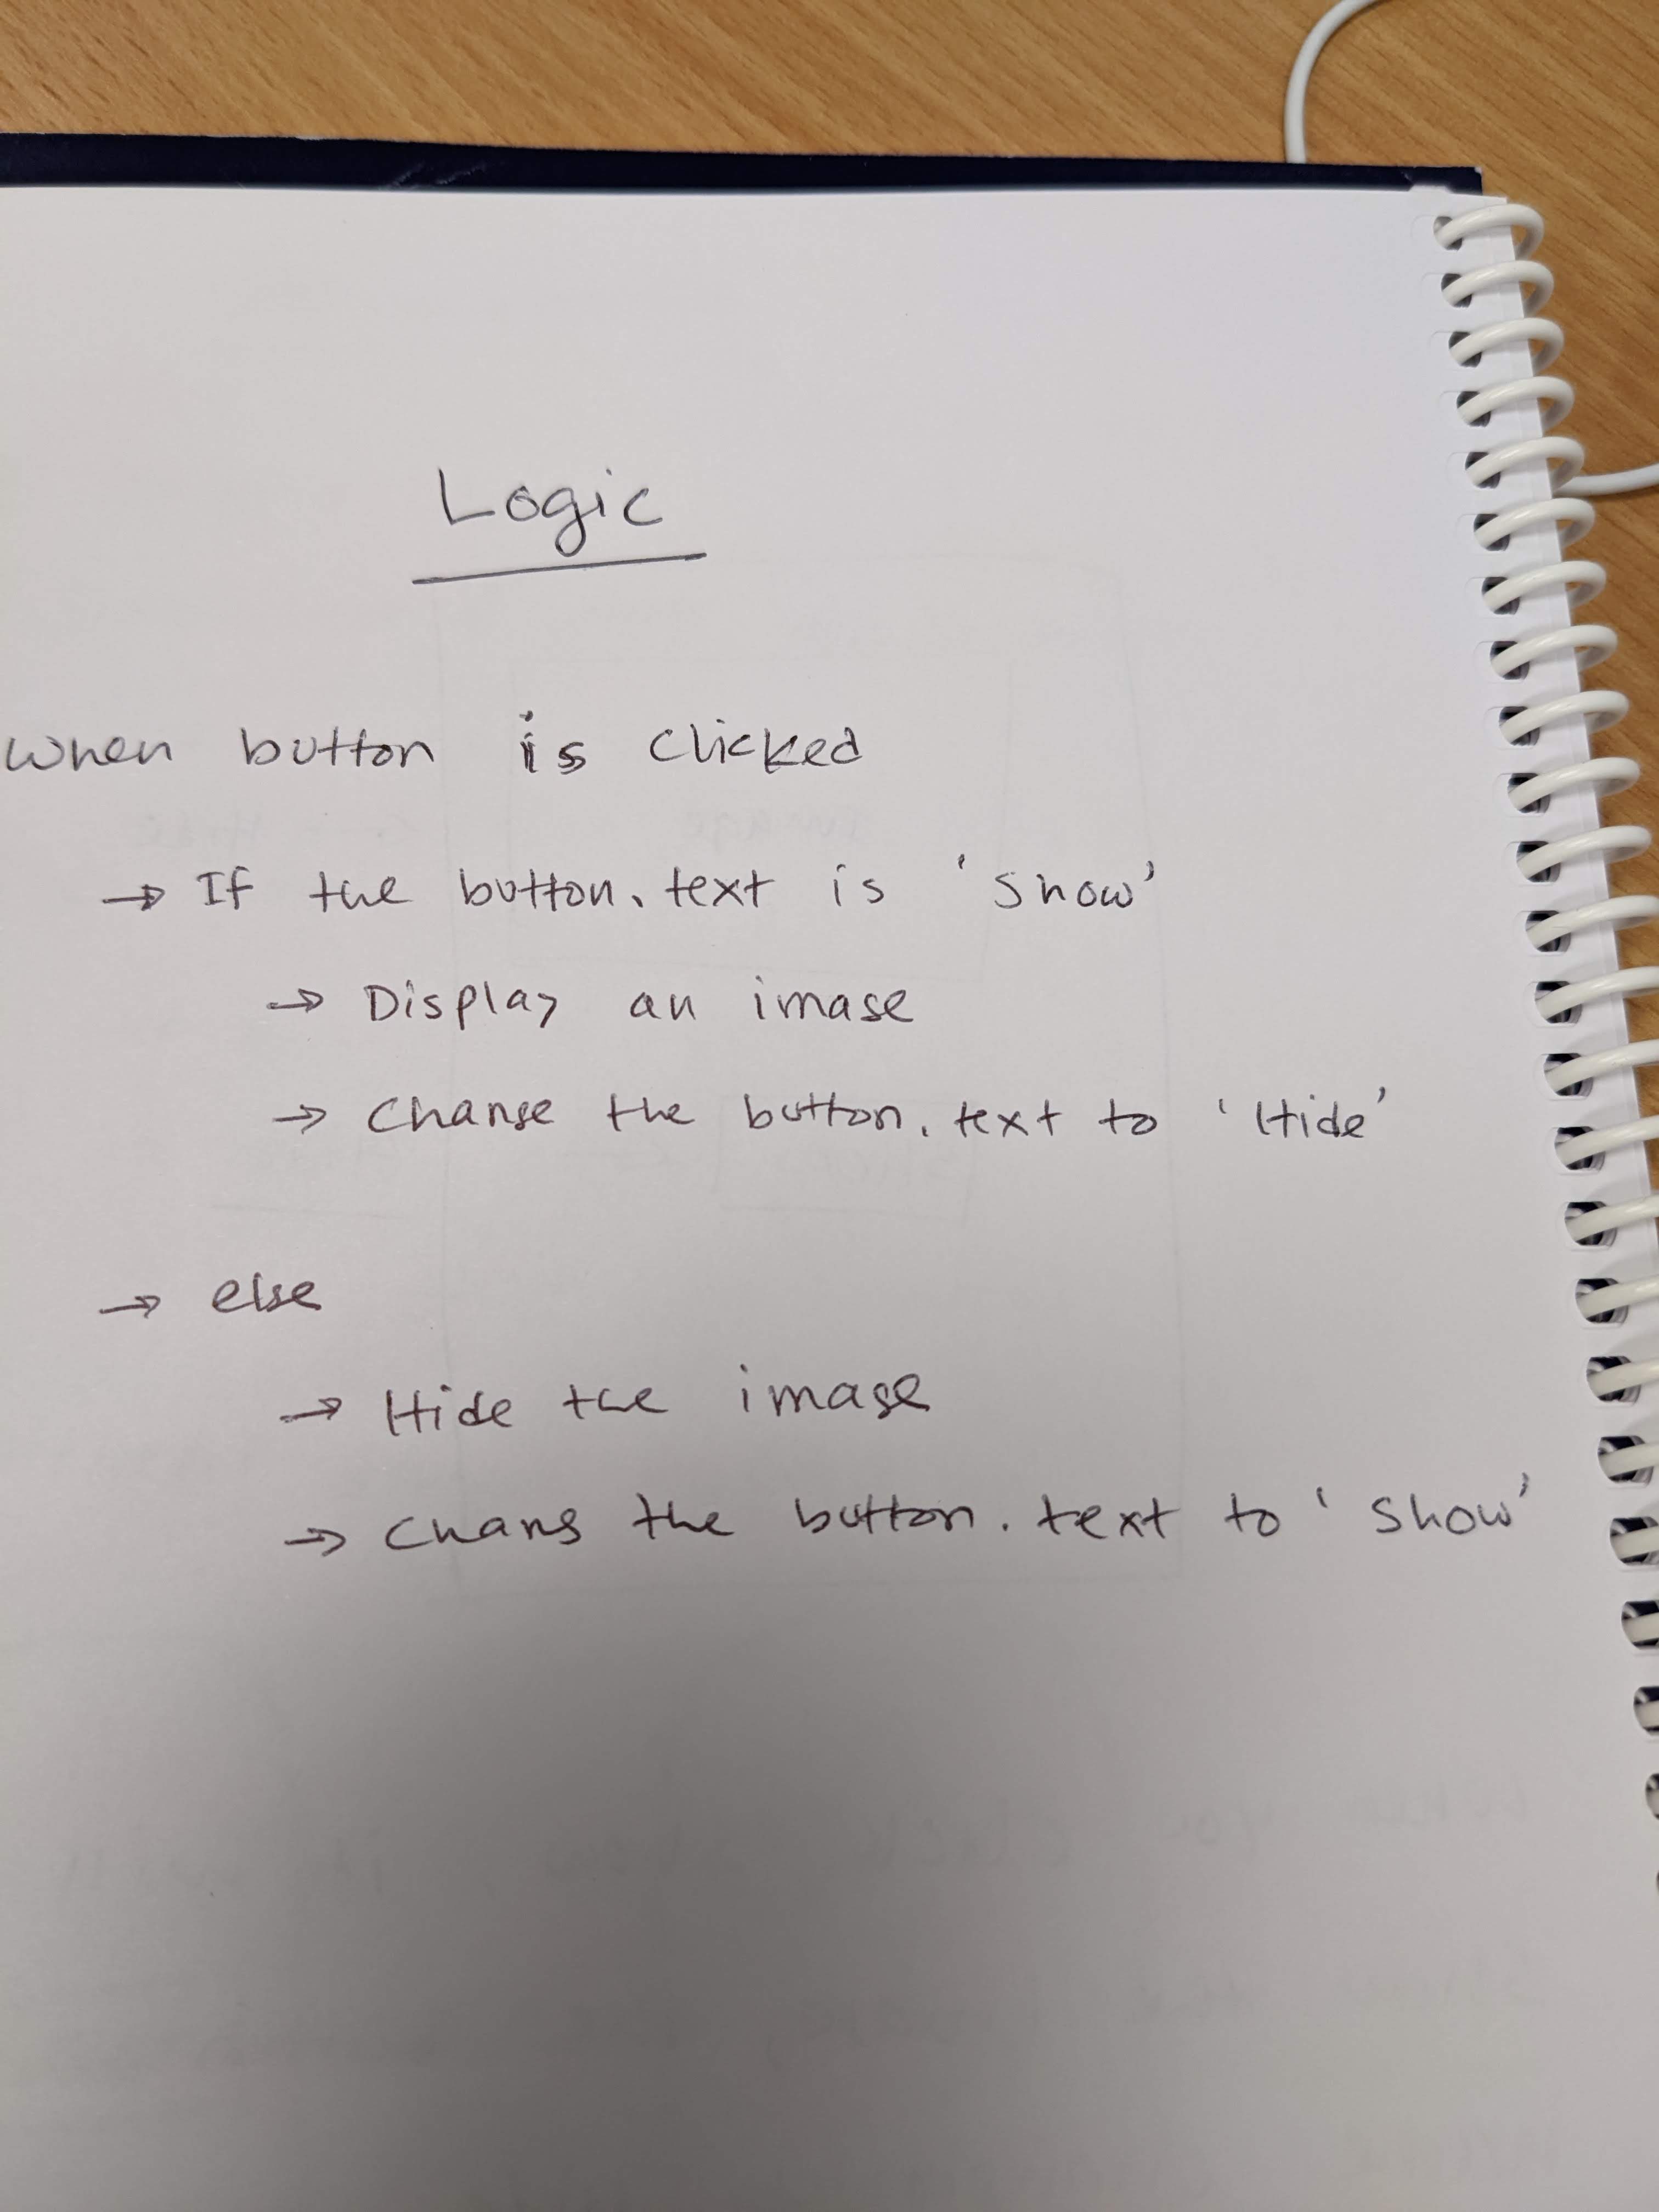 Logic
When button is clicked
→ If the button.text is 'Show'
→ Display an image
→ Change the button.text to 'Hide'
→ else
→ Hide the image
→ Chang the button.text to 'Show'